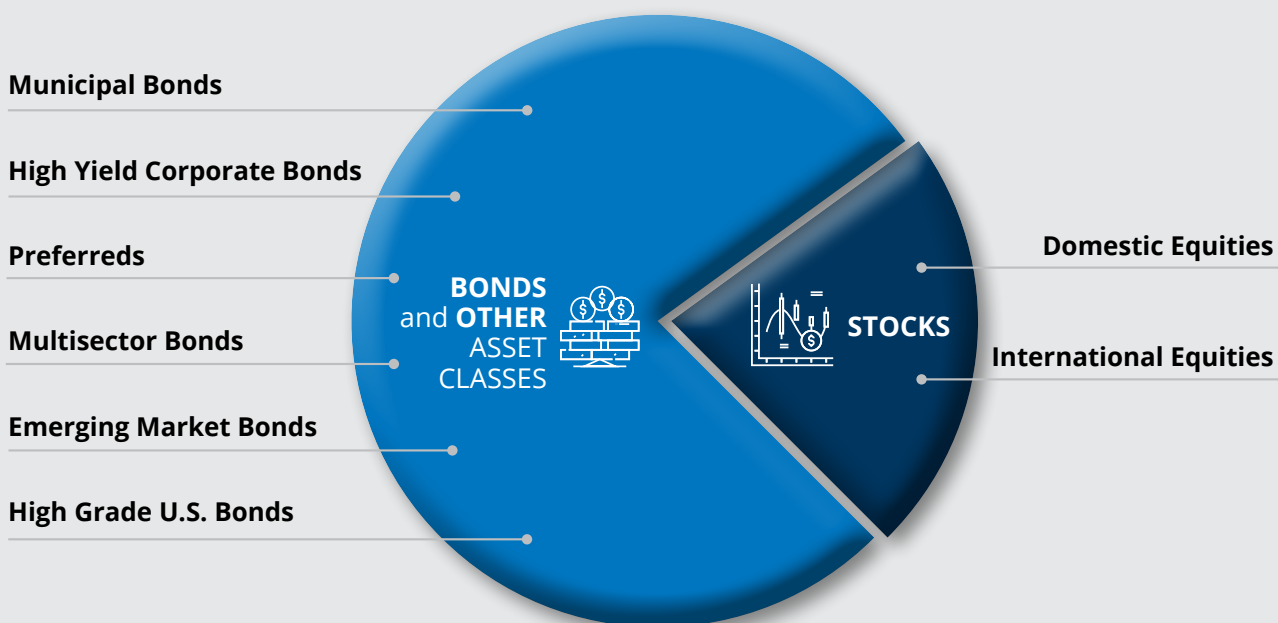 Municipal Bonds
High Yield Corporate Bonds
Preferreds
Multisector Bonds
Emerging Market Bonds
High Grade U.S. Bonds
BONDS
and OTHER
ASSET
CLASSES
$ $ $
$
STOCKS
Domestic Equities
International Equities